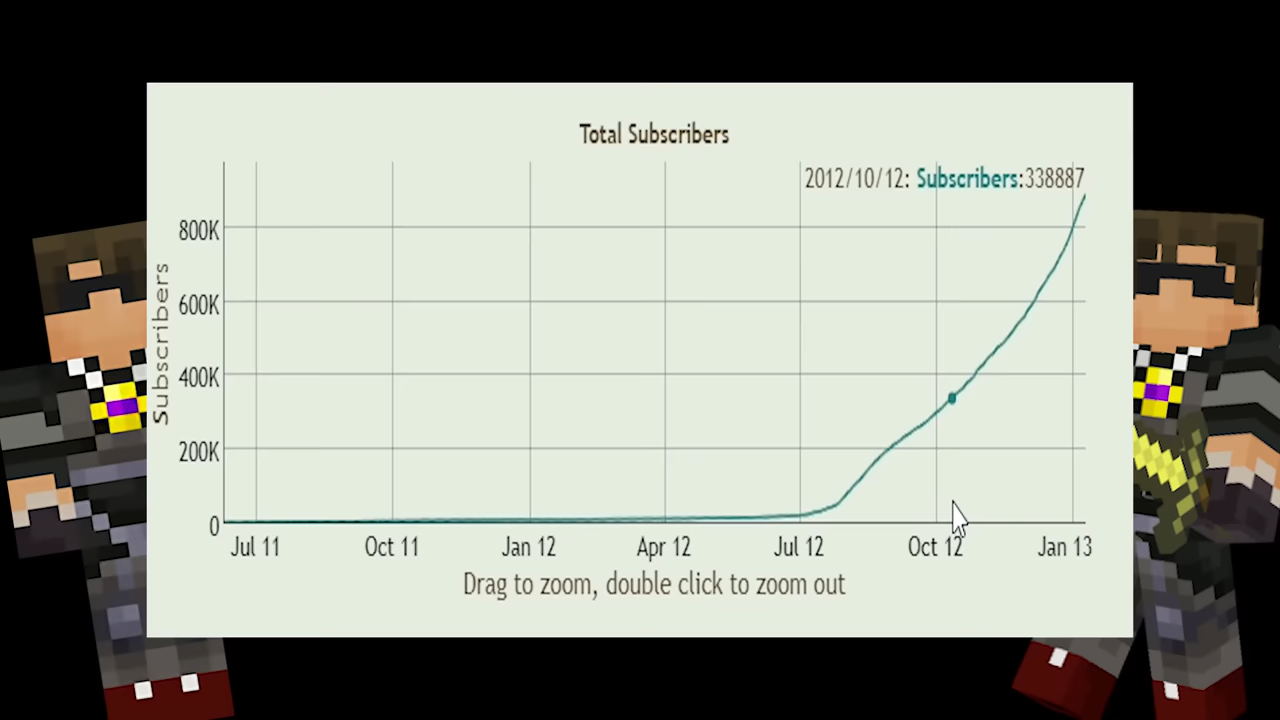 Total Subscribers
2012/10/12: Subscribers:338887
Subscribers
800K
600K
400K
200K
0
Jul 11 Oct 11 Jan 12 Apr 12 Jul 12 Oct 12 Jan 13
Drag to zoom, double click to zoom out